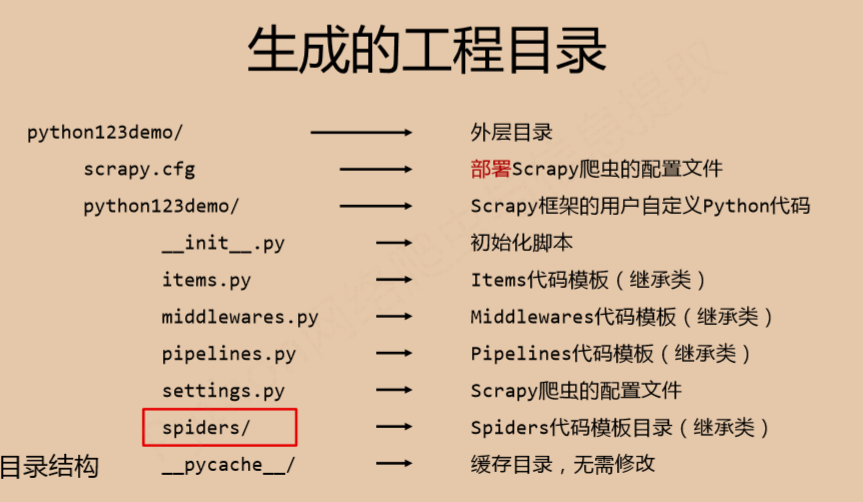 生成的工程目录
python123demo/ 外层目录
scrapy.cfg 部署Scrapy爬虫的配置文件
python123demo/ Scrapy框架的用户自定义Python代码
__init__.py 初始化脚本
items.py Items代码模板（继承类）
middlewares.py Middlewares代码模板（继承类）
pipelines.py Pipelines代码模板（继承类）
settings.py Scrapy爬虫的配置文件
spiders/ Spiders代码模板目录（继承类）
目录结构 __pycache__/ 缓存目录，无需修改